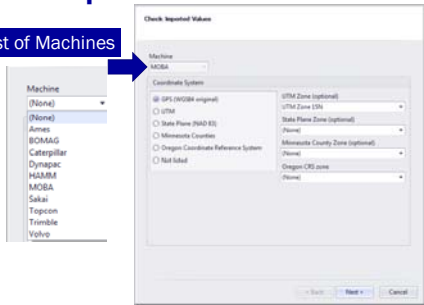 Check Imported Values
st of Machines
Machine
MOBA
Coordinate System
GPS (WGS84 original)
UTM
State Plane (NAD 83)
Minnesota Counties
Oregon Coordinate Reference System
Not listed
UTM Zone (optional)
UTM Zone 15N
State Plane Zone (optional)
(None)
Minnesota County Zone (optional)
(None)
Oregon CRS zone
(None)
Machine
(None)
(None)
Ames
BOMAG
Caterpillar
Dynapac
HAMM
MOBA
Sakai
Topcon
Trimble
Volvo
< Back
Next >
Cancel